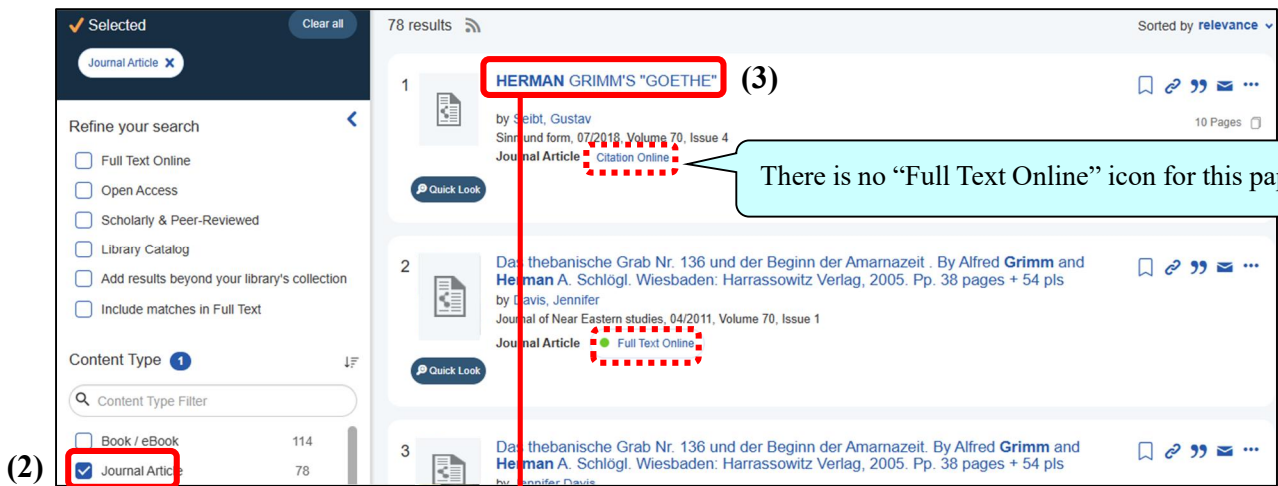 Selected
Clear all
Journal Article X
Refine your search
Full Text Online
Open Access
Scholarly & Peer-Reviewed
Library Catalog
Add results beyond your library's collection
Include matches in Full Text
Content Type 1
Content Type Filter
Book / eBook 114
(2)
Journal Article 78
78 results
Sorted by relevance
1
HERMAN GRIMM'S "GOETHE"
(3)
by Seibt, Gustav
Sinn und form, 07/2018, Volume 70, Issue 4
10 Pages
Journal Article Citation Online
There is no “Full Text Online” icon for this
Quick Look
2
Das thebanische Grab Nr. 136 und der Beginn der Amarnazeit . By Alfred Grimm and
Herman A. Schlögl. Wiesbaden: Harrassowitz Verlag, 2005. Pp. 38 pages + 54 pls
by Davis, Jennifer
Journal of Near Eastern studies, 04/2011, Volume 70, Issue 1
Journal Article Full Text Online
Quick Look
3
Das thebanische Grab Nr. 136 und der Beginn der Amarnazeit. By Alfred Grimm and
Herman A. Schlögl. Wiesbaden: Harrassowitz Verlag, 2005. Pp. 38 pages + 54 pls
by Jennifer Davis